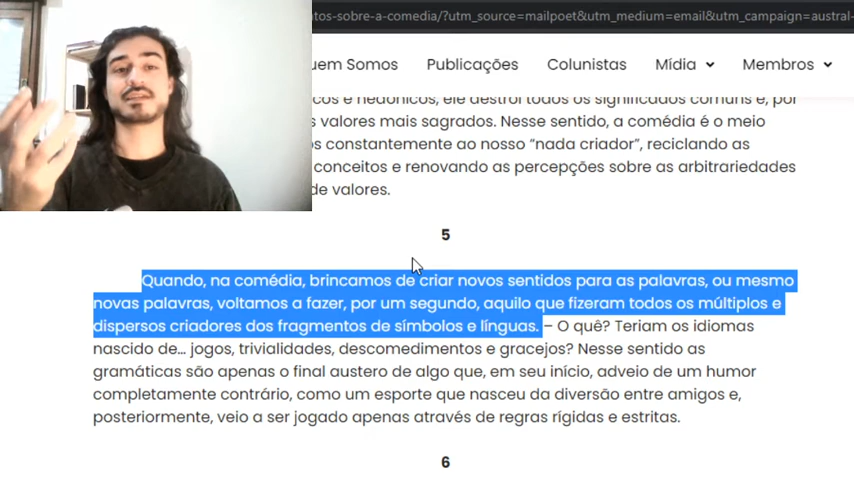 ntos-sobre-a-comedia/?utm_source=mailpoet&utm_medium=email&utm_campaign=austral-
uem Somos Publicações Colunistas Mídia Membros
icos e hedônicos, ele destrói todos os significados comuns e, por
s valores mais sagrados. Nesse sentido, a comédia é o meio
os constantemente ao nosso “nada criador”, reciclando as
conceitos e renovando as percepções sobre as arbitrariedades
de valores.
5
Quando, na comédia, brincamos de criar novos sentidos para as palavras, ou mesmo
novas palavras, voltamos a fazer, por um segundo, aquilo que fizeram todos os múltiplos e
dispersos criadores dos fragmentos de símbolos e línguas. – O quê? Teriam os idiomas
nascido de… jogos, trivialidades, descomedimentos e gracejos? Nesse sentido as
gramáticas são apenas o final austero de algo que, em seu início, adveio de um humor
completamente contrário, como um esporte que nasceu da diversão entre amigos e,
posteriormente, veio a ser jogado apenas através de regras rígidas e estritas.
6